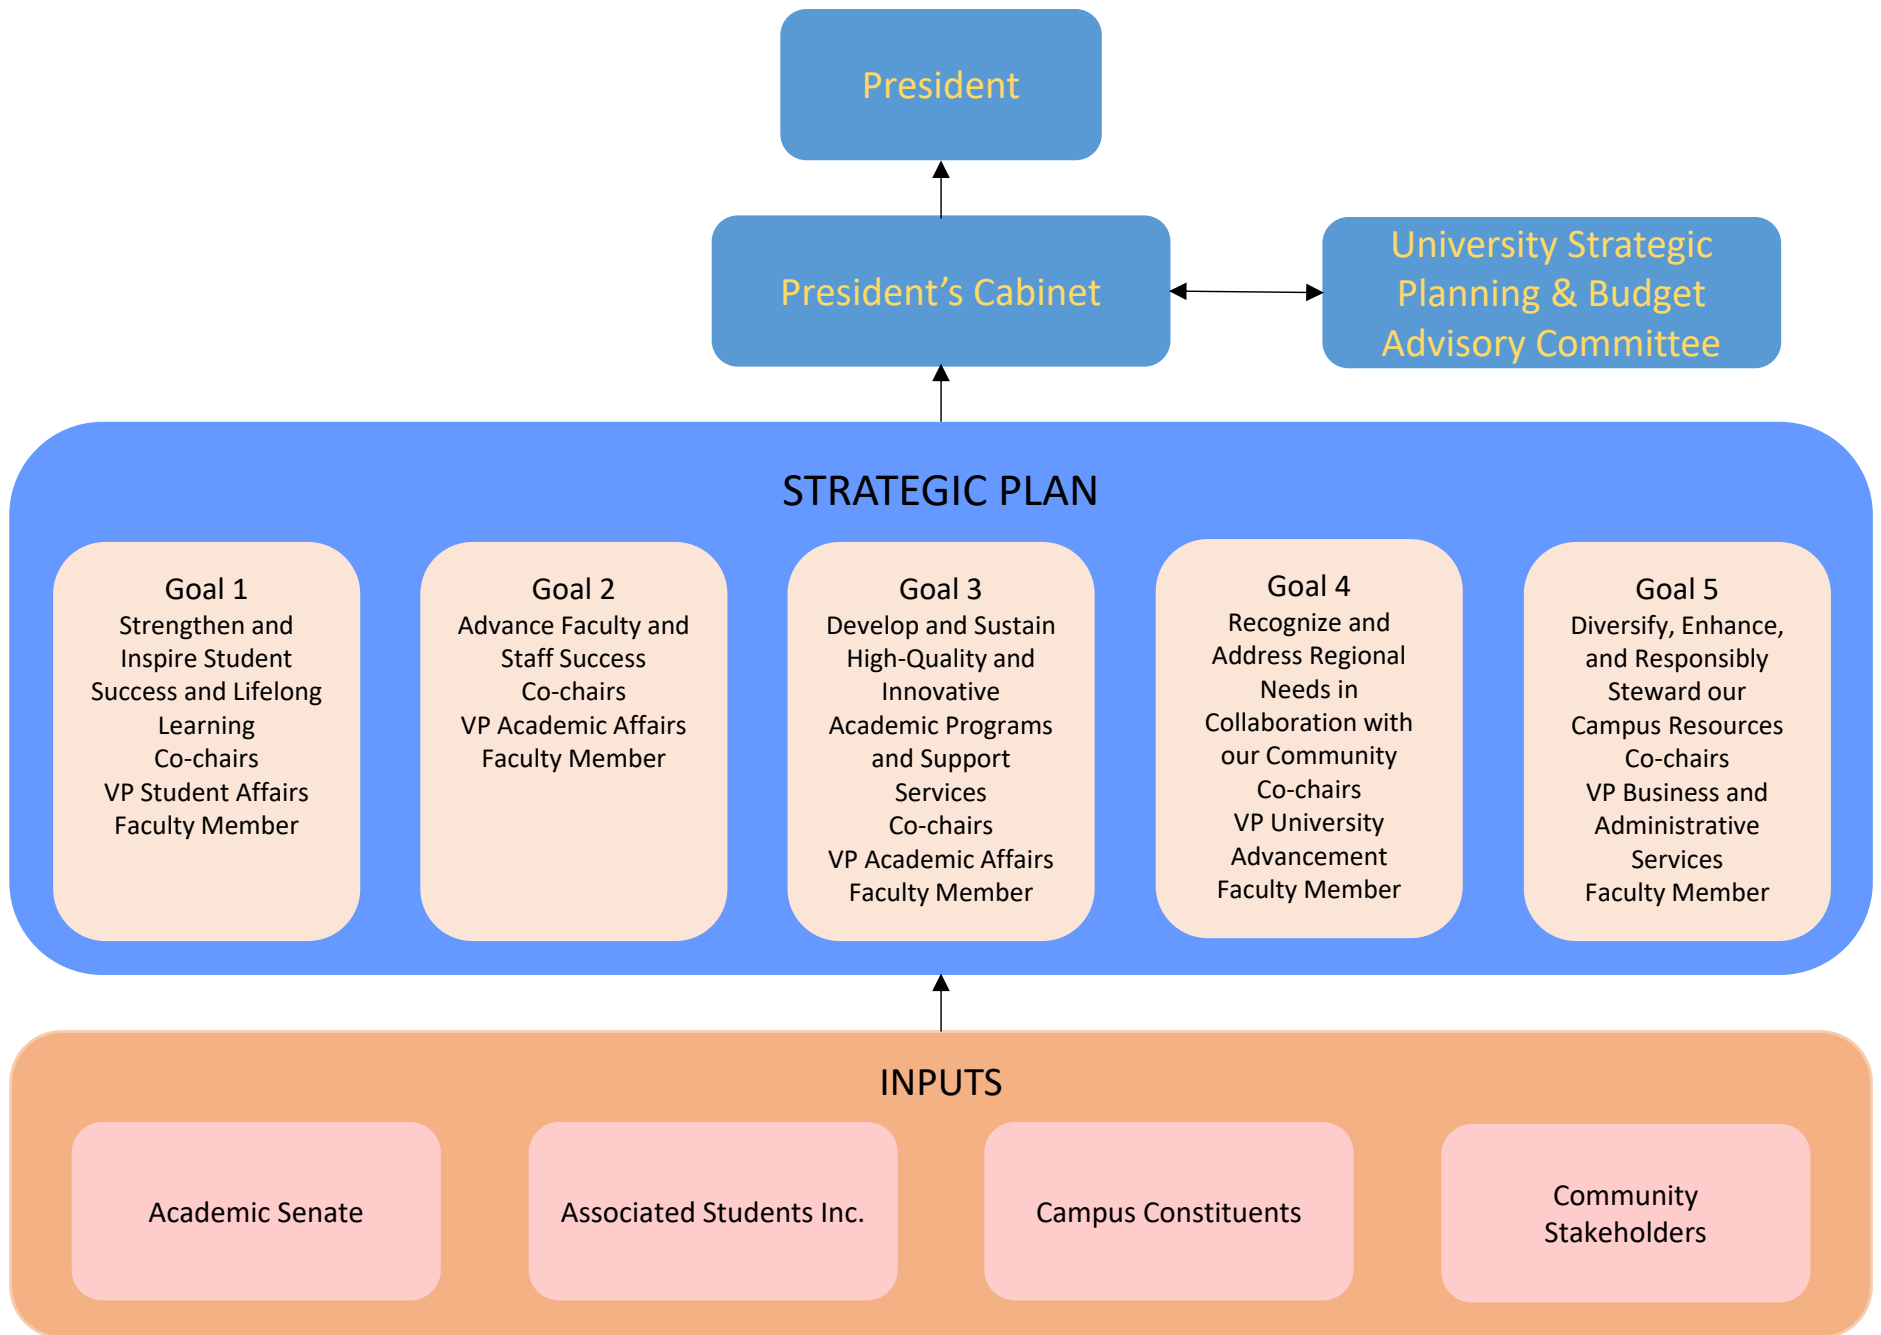 President
President’s Cabinet
University Strategic
Planning & Budget
Advisory Committee
STRATEGIC PLAN
Goal 1
Strengthen and
Inspire Student
Success and Lifelong
Learning
Co-chairs
VP Student Affairs
Faculty Member
Goal 2
Advance Faculty and
Staff Success
Co-chairs
VP Academic Affairs
Faculty Member
Goal 3
Develop and Sustain
High-Quality and
Innovative
Academic Programs
and Support
Services
Co-chairs
VP Academic Affairs
Faculty Member
Goal 4
Recognize and
Address Regional
Needs in
Collaboration with
our Community
Co-chairs
VP University
Advancement
Faculty Member
Goal 5
Diversify, Enhance,
and Responsibly
Steward our
Campus Resources
Co-chairs
VP Business and
Administrative
Services
Faculty Member
INPUTS
Academic Senate
Associated Students Inc.
Campus Constituents
Community
Stakeholders